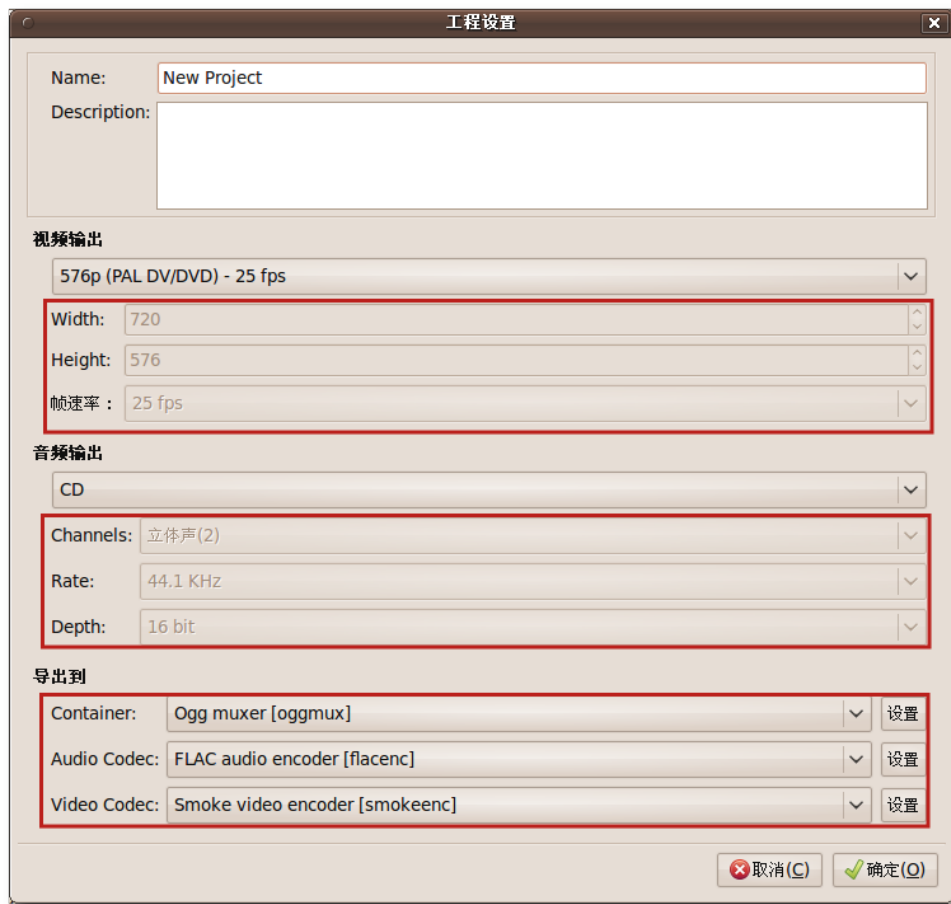 工程设置
Name: New Project
Description:
视频输出
576p (PAL DV/DVD) - 25 fps
Width: 720
Height: 576
帧速率： 25 fps
音频输出
CD
Channels: 立体声(2)
Rate: 44.1 KHz
Depth: 16 bit
导出到
Container: Ogg muxer [oggmux] 设置
Audio Codec: FLAC audio encoder [flacenc] 设置
Video Codec: Smoke video encoder [smokeenc] 设置
取消(C) 确定(O)